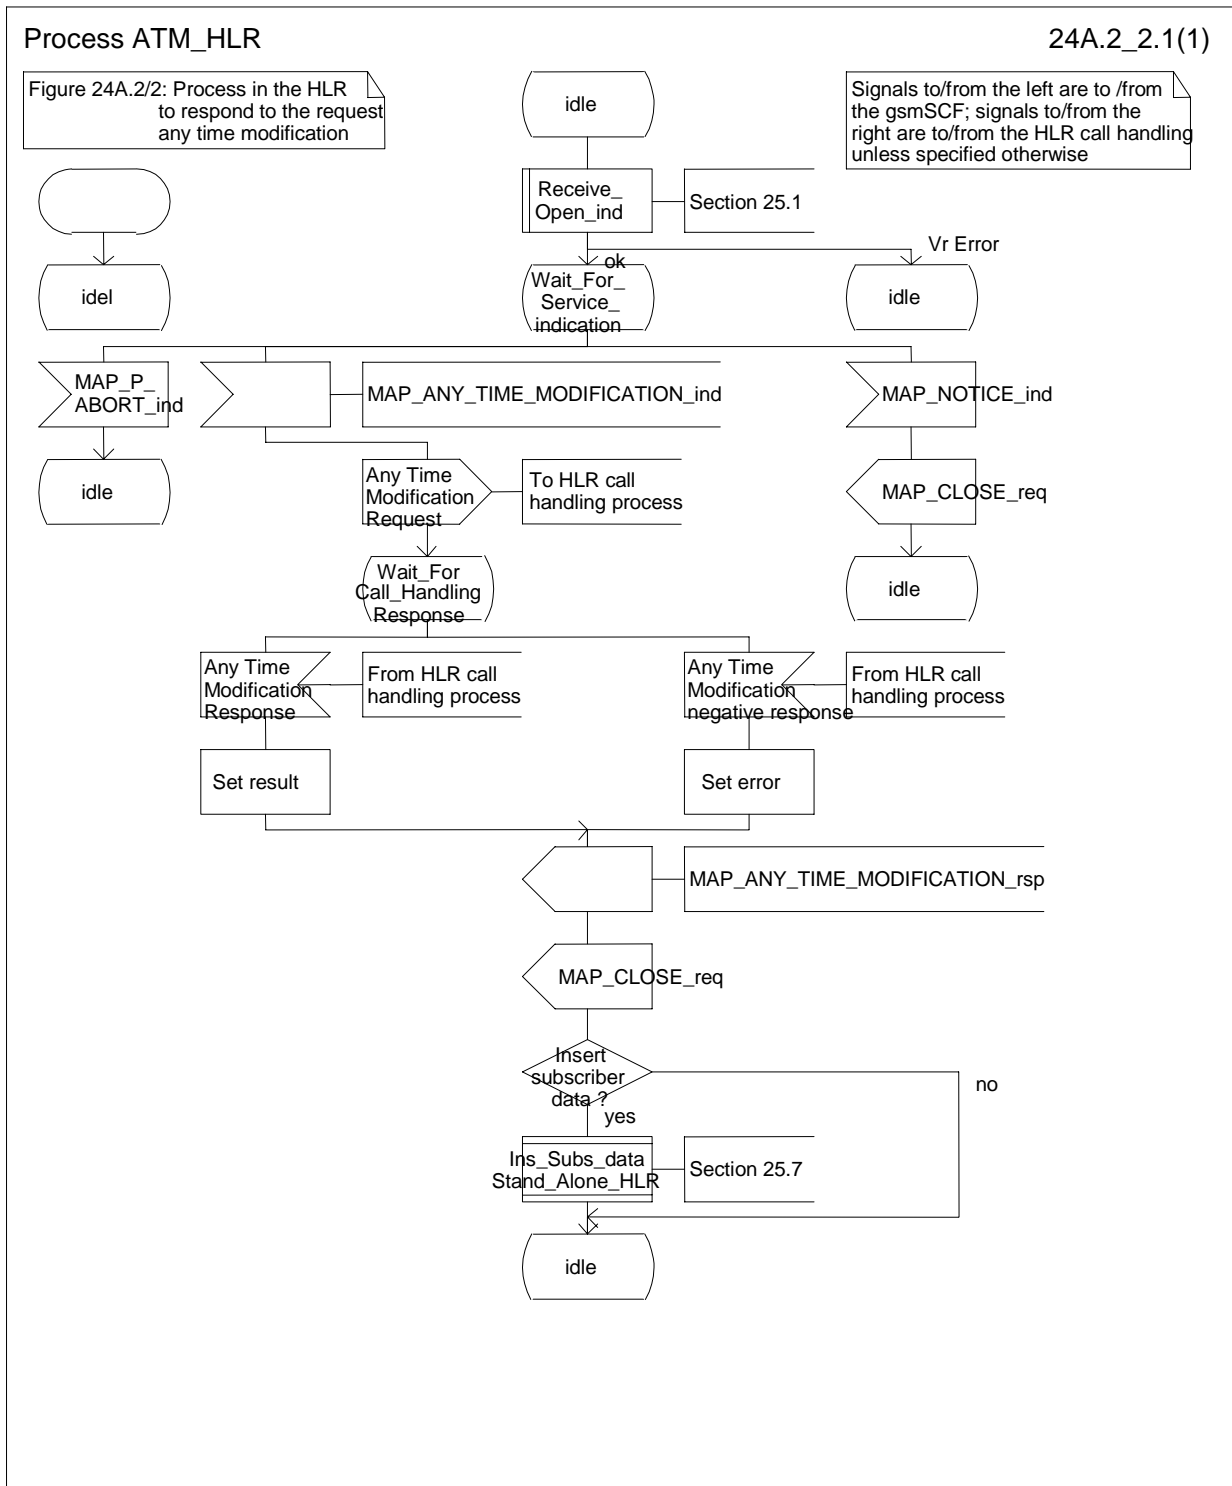 Process ATM_HLR
24A.2_2.1(1)
Figure 24A.2/2: Process in the HLR
to respond to the request
any time modification
idle
Signals to/from the left are to /from
the gsmSCF; signals to/from the
right are to/from the HLR call handling
unless specified otherwise
Receive_
Open_ind
Section 25.1
Vr Error
ok
idel
Wait_For_
Service_
indication
idle
MAP_P_
ABORT_ind
MAP_ANY_TIME_MODIFICATION_ind
MAP_NOTICE_ind
idle
Any Time
Modification
Request
To HLR call
handling process
MAP_CLOSE_req
Wait_For
Call_Handling
Response
idle
Any Time
Modification
Response
From HLR call
handling process
Any Time
Modification
negative response
From HLR call
handling process
Set result
Set error
MAP_ANY_TIME_MODIFICATION_rsp
MAP_CLOSE_req
Insert
subscriber
data ?
no
yes
Ins_Subs_data
Stand_Alone_HLR
Section 25.7
idle